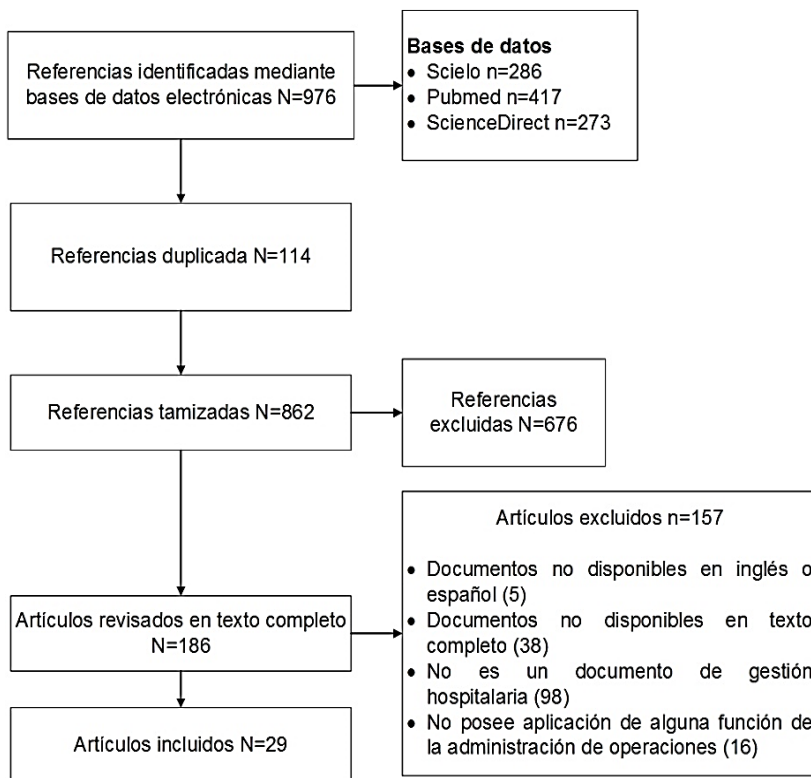 Referencias identificadas mediante
bases de datos electrónicas N=976
Bases de datos
• Scielo n=286
• Pubmed n=417
• ScienceDirect n=273
Referencias duplicada N=114
Referencias tamizadas N=862
Referencias
excluidas N=676
Artículos revisados en texto completo
N=186
Artículos excluidos n=157
• Documentos no disponibles en inglés o
español (5)
• Documentos no disponibles en texto
completo (38)
• No es un documento de gestión
hospitalaria (98)
• No posee aplicación de alguna función de
la administración de operaciones (16)
Artículos incluidos N=29